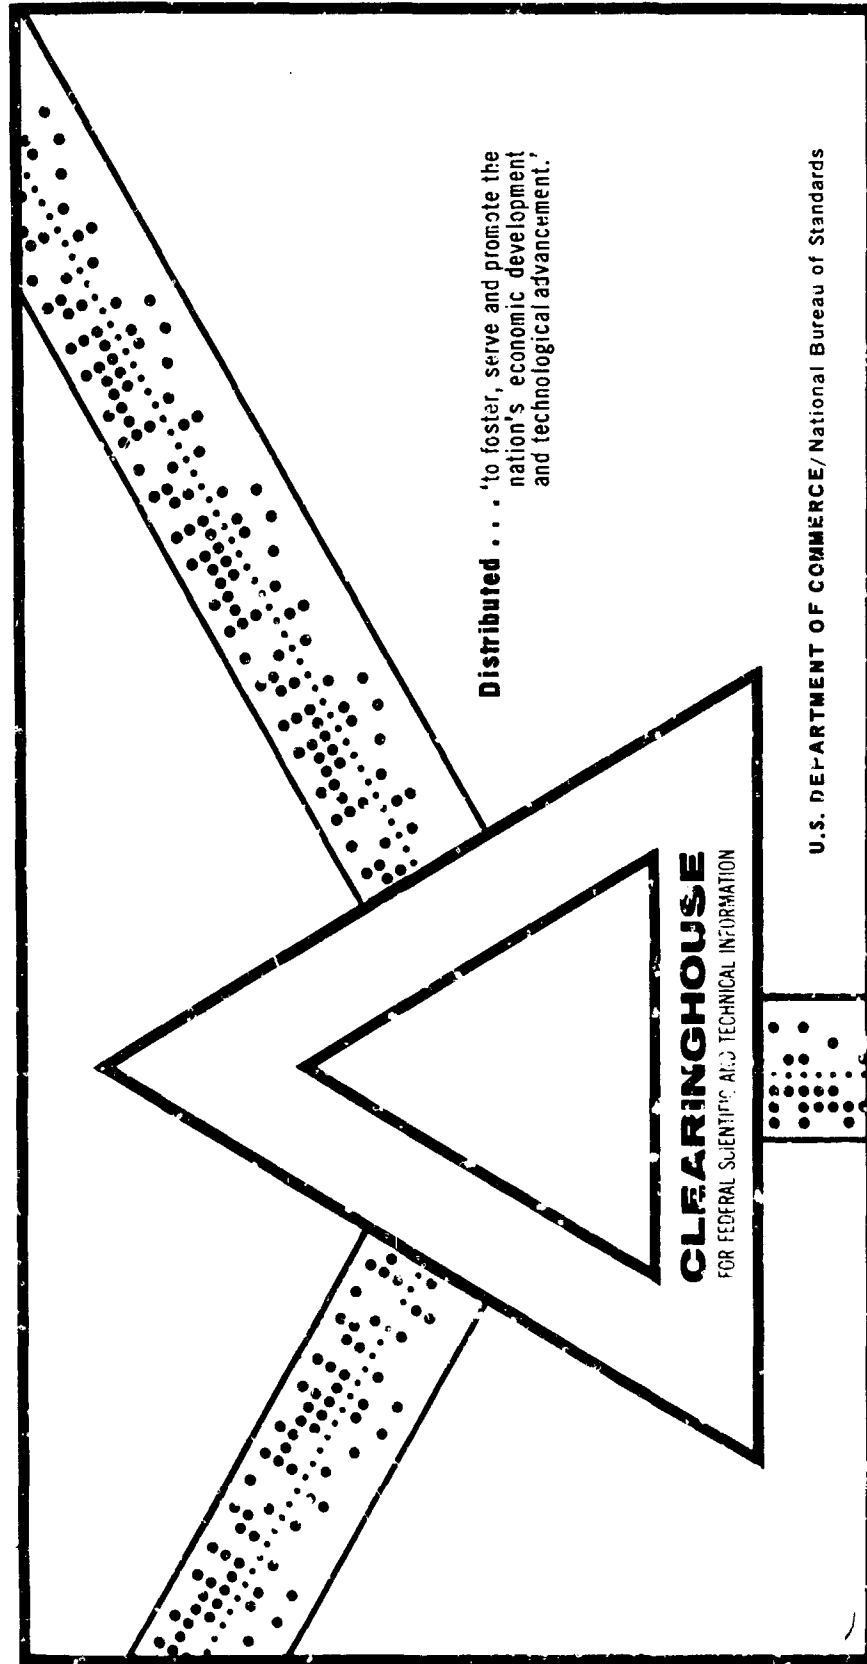 Distributed . . . 'to foster, serve and promote the
nation's economic development
and technological advancement.'
CLEARINGHOUSE
FOR FEDERAL SCIENTIFIC AND TECHNICAL INFORMATION
U.S. DEPARTMENT OF COMMERCE/National Bureau of Standards